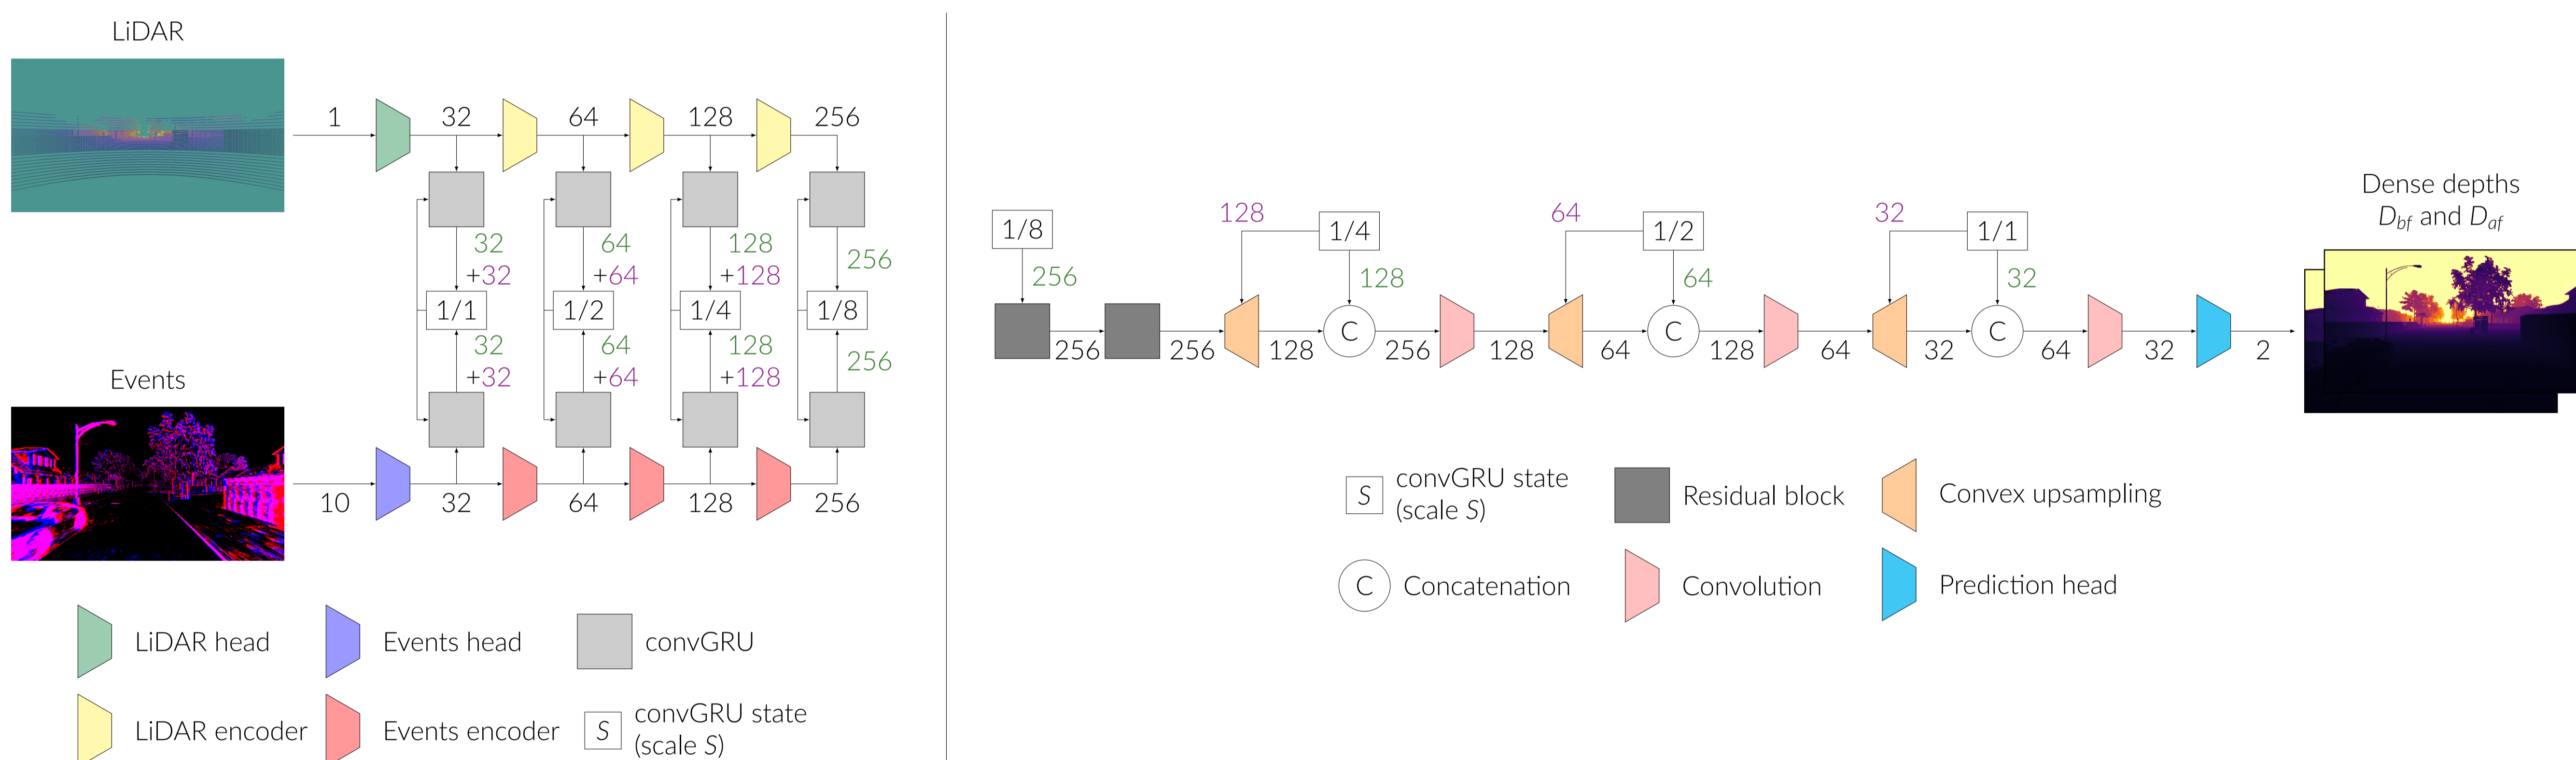 LiDAR
1
32
64
128
256
32
+32
64
+64
128
+128
256
1/1
1/2
1/4
1/8
32
+32
64
+64
128
+128
256
Events
10
32
64
128
256
LiDAR head
Events head
convGRU
LiDAR encoder
Events encoder
S
convGRU state
(scale S)
1/8
128
1/4
64
1/2
32
1/1
256
128
64
32
C
C
C
256
256
128
256
128
64
128
64
32
64
32
2
Dense depths
D_bf and D_af
S
convGRU state
(scale S)
Residual block
Convex upsampling
C
Concatenation
Convolution
Prediction head